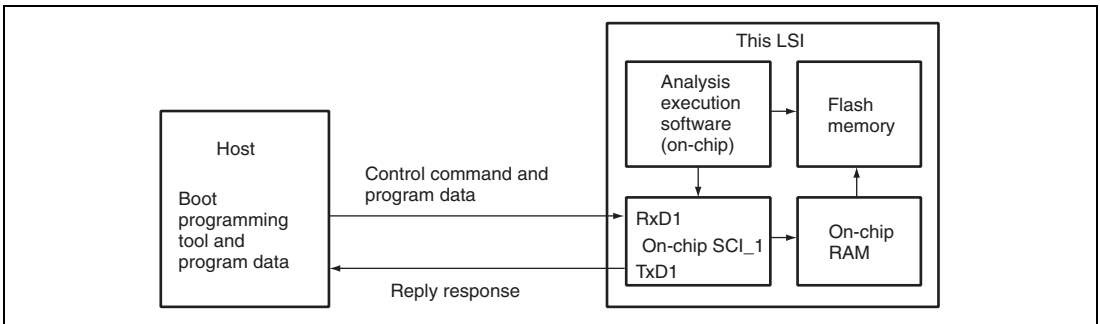 This LSI
Host
Boot
programming
tool and
program data
Control command and
program data
Reply response
Analysis
execution
software
(on-chip)
Flash
memory
RxD1
On-chip SCI_1
TxD1
On-chip
RAM